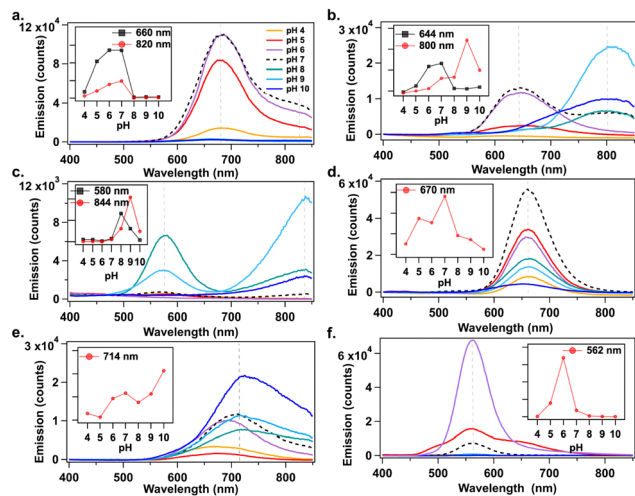 a.
12 x10³
8
4
0
Emission (counts)
660 nm
820 nm
4 5 6 7 8 9 10
pH
pH 4
pH 5
pH 6
pH 7
pH 8
pH 9
pH 10
400 500 600 700 800
Wavelength (nm)
b.
3 x10⁴
2
1
0
Emission (counts)
644 nm
800 nm
4 5 6 7 8 9 10
pH
400 500 600 700 800
Wavelength (nm)
c.
12 x10³
8
4
0
Emission (counts)
580 nm
844 nm
4 5 6 7 8 9 10
pH
400 500 600 700 800
Wavelength (nm)
d.
6 x10⁴
4
2
0
Emission (counts)
670 nm
4 5 6 7 8 9 10
pH
400 500 600 700 800
Wavelength (nm)
e.
3 x10⁴
2
1
0
Emission (counts)
714 nm
4 5 6 7 8 9 10
pH
400 500 600 700 800
Wavelength (nm)
f.
6 x10⁴
4
2
0
Emission (counts)
562 nm
4 5 6 7 8 9 10
pH
400 500 600 700 800
Wavelength (nm)